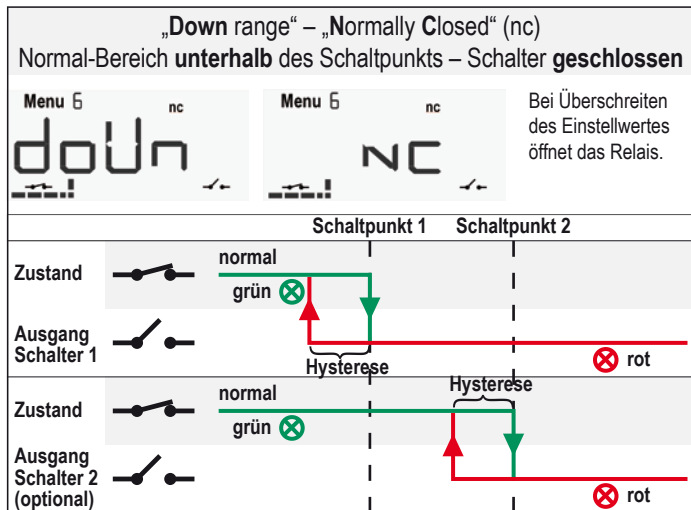 „Down range“ – „Normally Closed“ (nc)
Normal-Bereich unterhalb des Schaltpunkts – Schalter geschlossen
Menu 6
nc
doUn
Menu 6
nc
NC
Bei Überschreiten
des Einstellwertes
öffnet das Relais.
Schaltpunkt 1
Schaltpunkt 2
Zustand
normal
grün
Ausgang
Schalter 1
Hysterese
rot
Zustand
normal
grün
Hysterese
Ausgang
Schalter 2
(optional)
rot